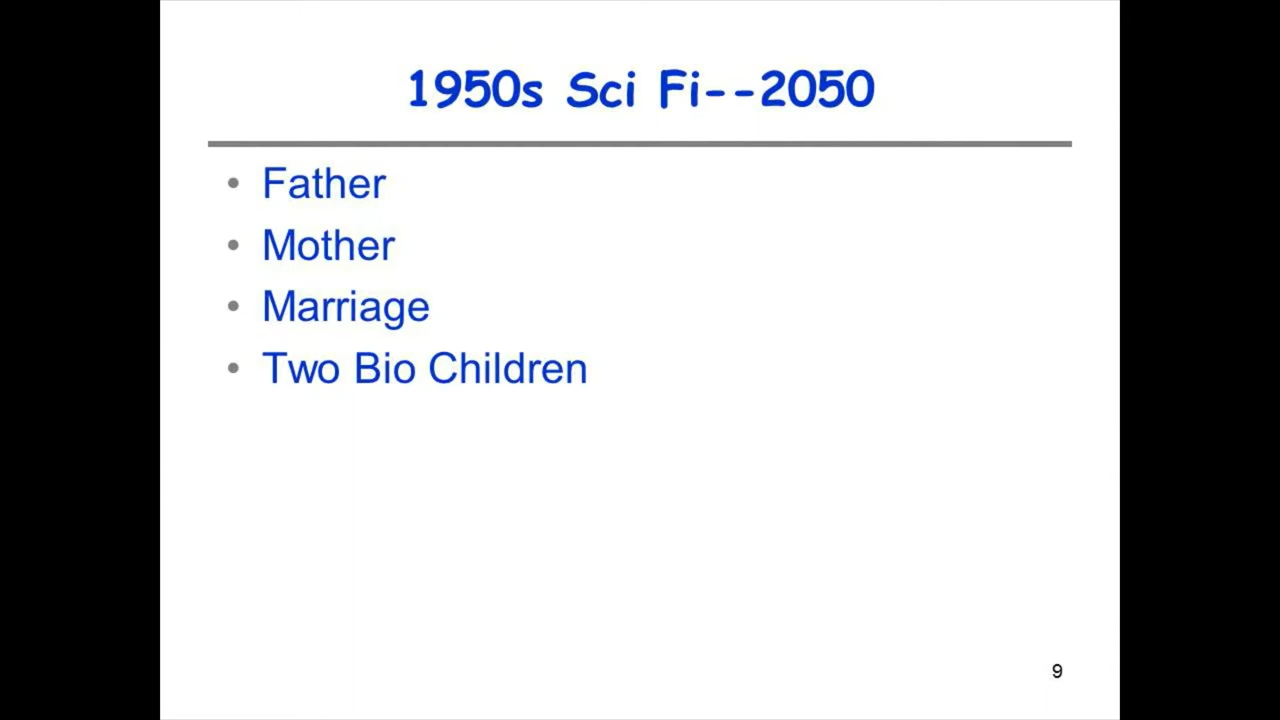 1950s Sci Fi--2050
• Father
• Mother
• Marriage
• Two Bio Children
9